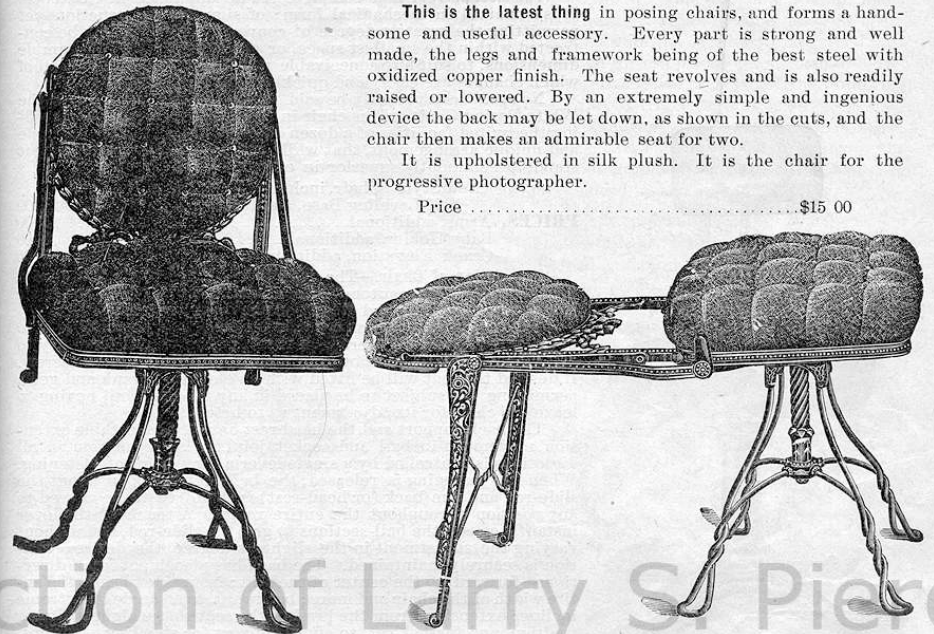 This is the latest thing in posing chairs, and forms a hand-
some and useful accessory. Every part is strong and well
made, the legs and framework being of the best steel with
oxidized copper finish. The seat revolves and is also readily
raised or lowered. By an extremely simple and ingenious
device the back may be let down, as shown in the cuts, and the
chair then makes an admirable seat for two.
It is upholstered in silk plush. It is the chair for the
progressive photographer.
Price ........................................$15 00
ction of Larry S. Pier